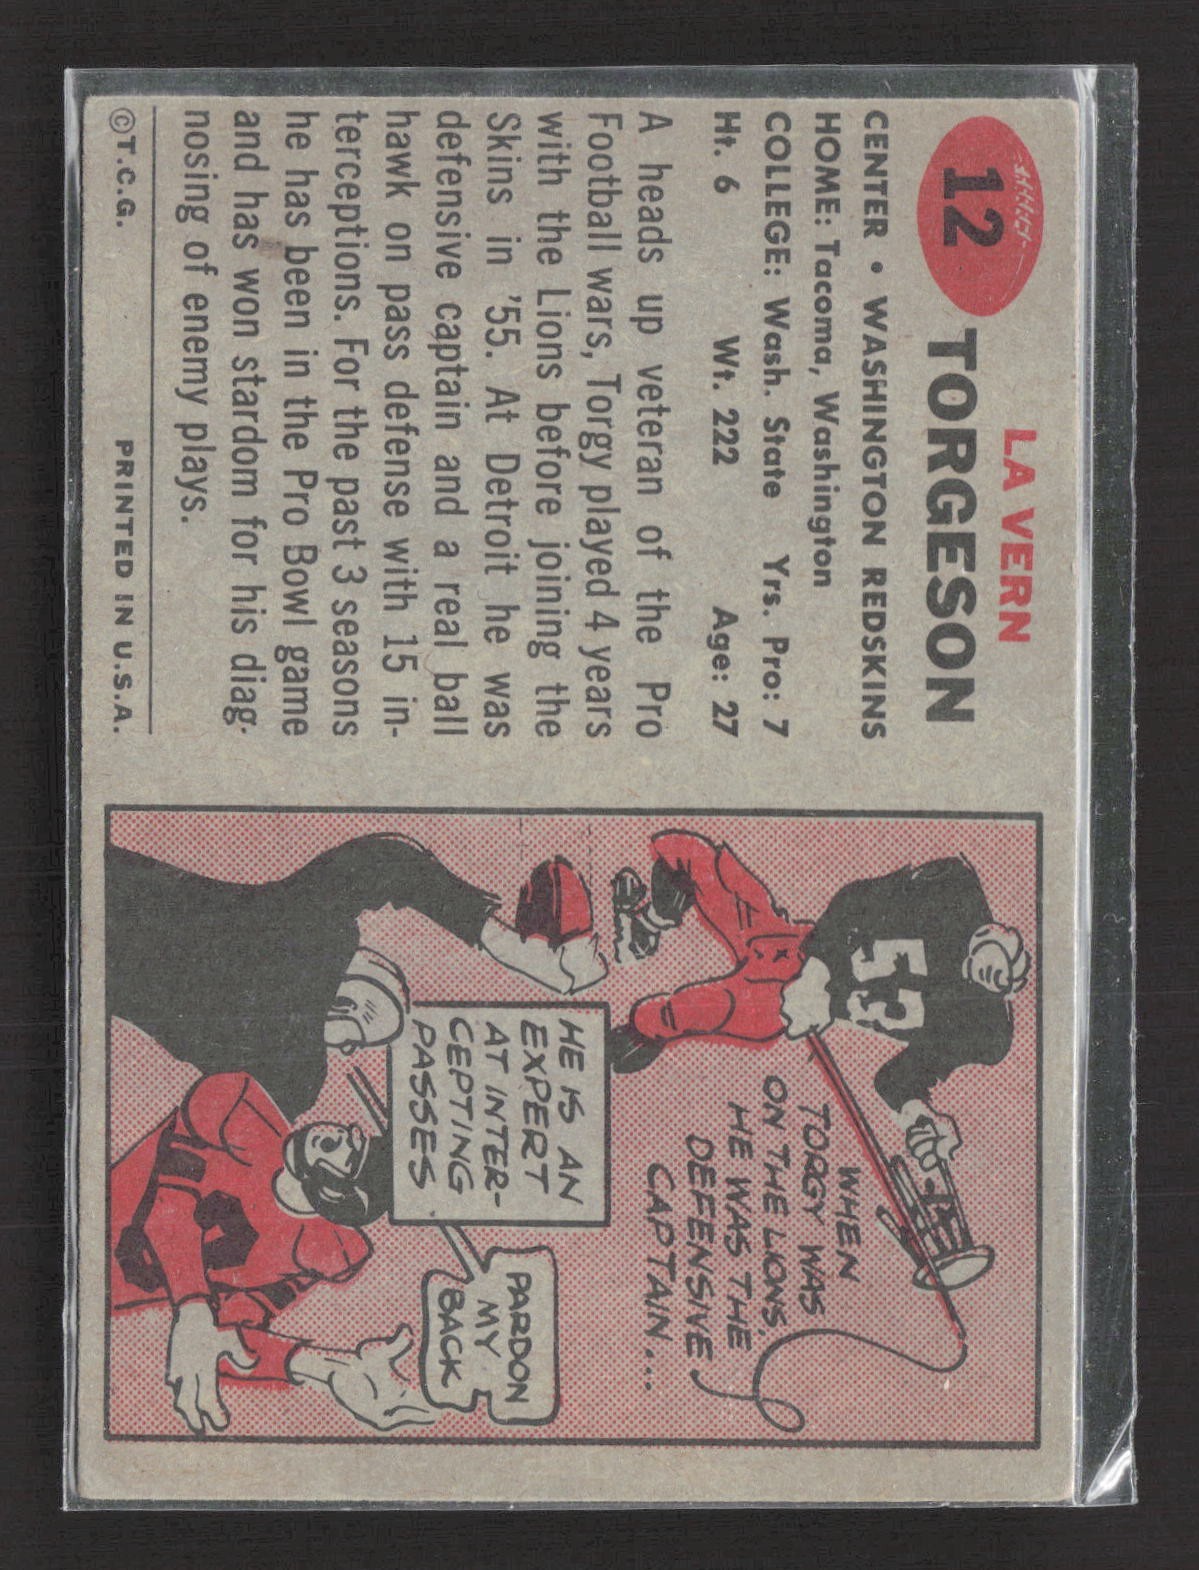 12
LA VERN
TORGESON
CENTER • WASHINGTON REDSKINS
HOME: Tacoma, Washington
COLLEGE: Wash. State Yrs. Pro: 7
Ht. 6 Wt. 222 Age: 27
A heads up veteran of the Pro
Football wars, Torgy played 4 years
with the Lions before joining the
Skins in '55. At Detroit he was
defensive captain and a real ball
hawk on pass defense with 15 in-
terceptions. For the past 3 seasons
he has been in the Pro Bowl game
and has won stardom for his diag-
nosing of enemy plays.
©T.C.G. PRINTED IN U.S.A.
53
WHEN
TORGY WAS
ON THE LIONS.
HE WAS THE
DEFENSIVE
CAPTAIN...
HE IS AN
EXPERT
AT INTER-
CEPTING
PASSES.
PARDON
MY
BACK